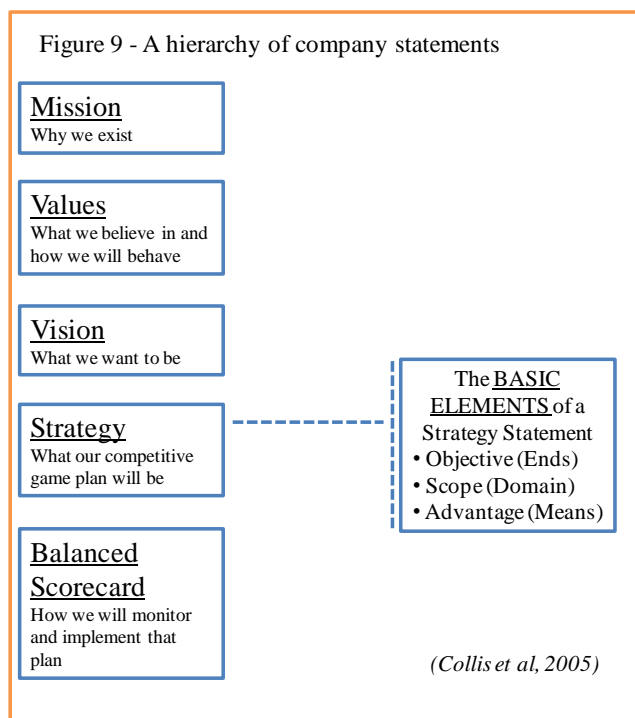 Figure 9 - A hierarchy of company statements
Mission
Why we exist
Values
What we believe in and
how we will behave
Vision
What we want to be
Strategy
What our competitive
game plan will be
Balanced
Scorecard
How we will monitor
and implement that
plan
The BASIC
ELEMENTS of a
Strategy Statement
• Objective (Ends)
• Scope (Domain)
• Advantage (Means)
(Collis et al, 2005)